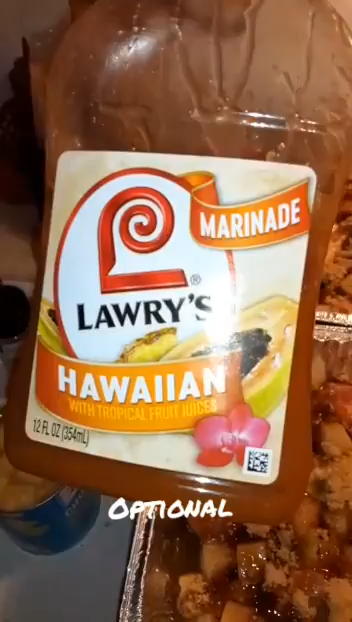 MARINADE
LAWRY'S
®
HAWAIIAN
WITH TROPICAL FRUIT JUICES
12 FL OZ (354mL)
OPTIONAL